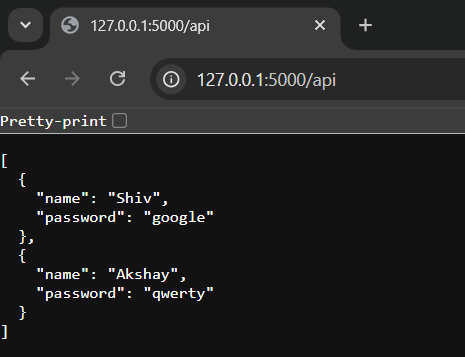 127.0.0.1:5000/api
127.0.0.1:5000/api
Pretty-print
[
  {
    "name": "Shiv",
    "password": "google"
  },
  {
    "name": "Akshay",
    "password": "qwerty"
  }
]